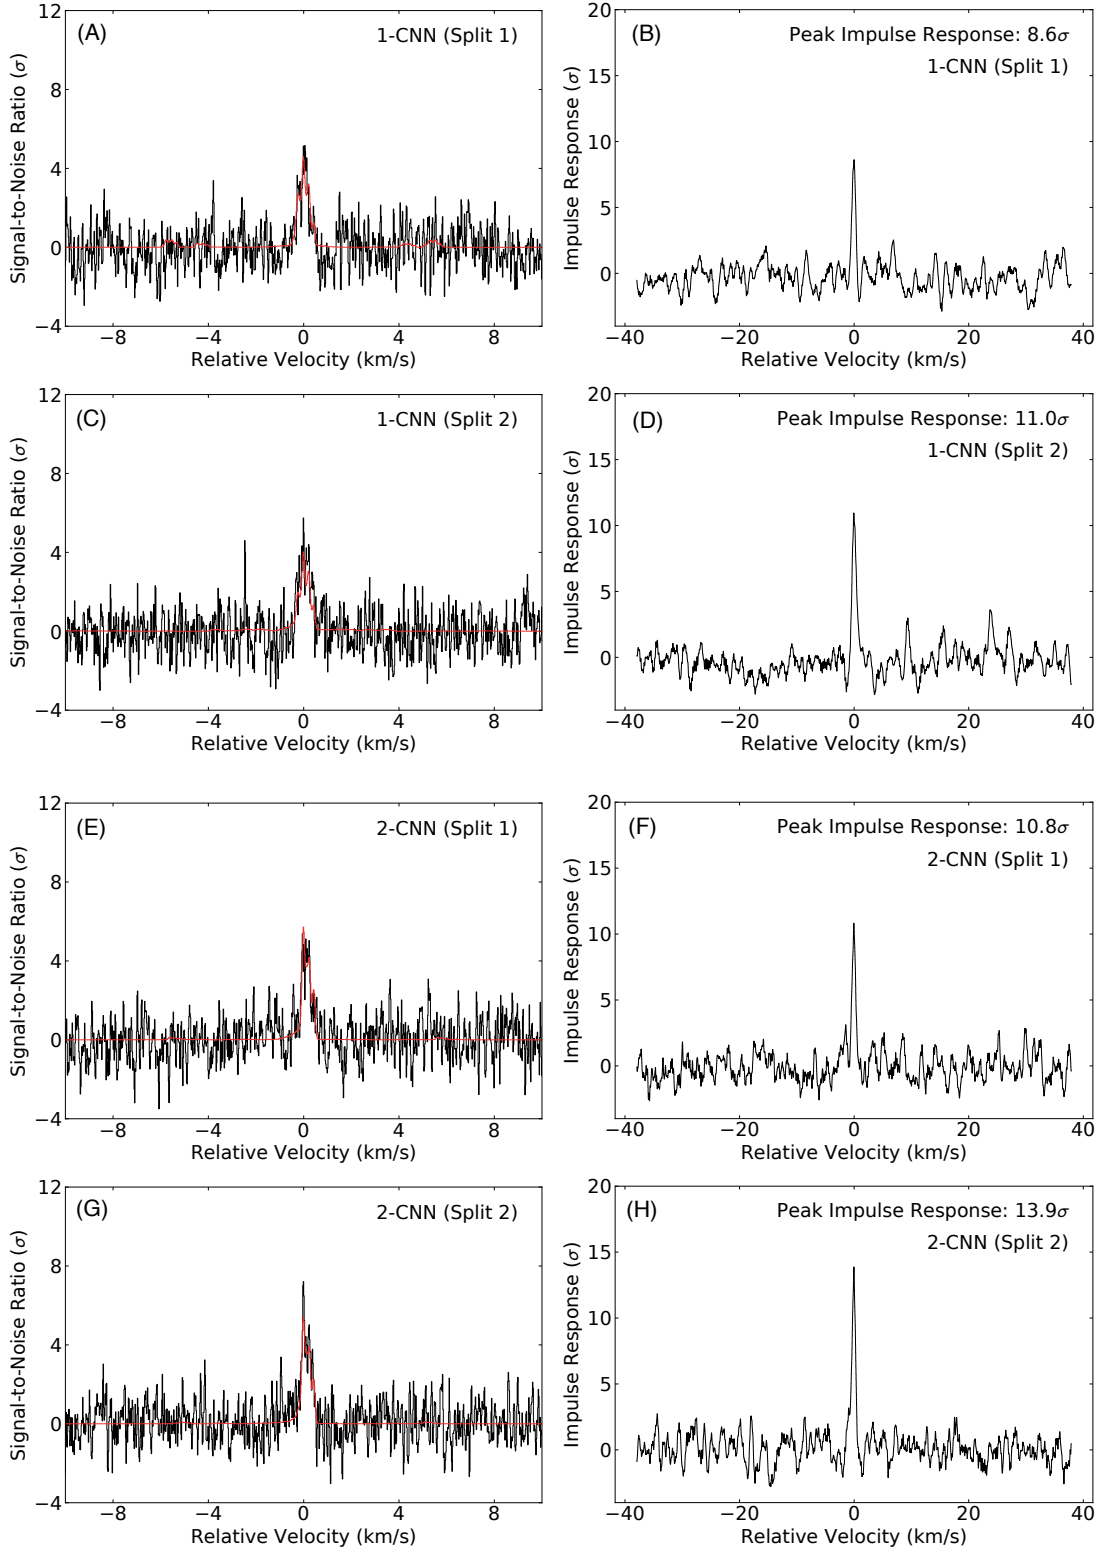 (A) 1-CNN (Split 1)
Signal-to-Noise Ratio (σ)
12
8
4
0
−4
−8 −4 0 4 8
Relative Velocity (km/s)
(B) Peak Impulse Response: 8.6σ
1-CNN (Split 1)
Impulse Response (σ)
20
15
10
5
0
−40 −20 0 20 40
Relative Velocity (km/s)
(C) 1-CNN (Split 2)
Signal-to-Noise Ratio (σ)
12
8
4
0
−4
−8 −4 0 4 8
Relative Velocity (km/s)
(D) Peak Impulse Response: 11.0σ
1-CNN (Split 2)
Impulse Response (σ)
20
15
10
5
0
−40 −20 0 20 40
Relative Velocity (km/s)
(E) 2-CNN (Split 1)
Signal-to-Noise Ratio (σ)
12
8
4
0
−4
−8 −4 0 4 8
Relative Velocity (km/s)
(F) Peak Impulse Response: 10.8σ
2-CNN (Split 1)
Impulse Response (σ)
20
15
10
5
0
−40 −20 0 20 40
Relative Velocity (km/s)
(G) 2-CNN (Split 2)
Signal-to-Noise Ratio (σ)
12
8
4
0
−4
−8 −4 0 4 8
Relative Velocity (km/s)
(H) Peak Impulse Response: 13.9σ
2-CNN (Split 2)
Impulse Response (σ)
20
15
10
5
0
−40 −20 0 20 40
Relative Velocity (km/s)